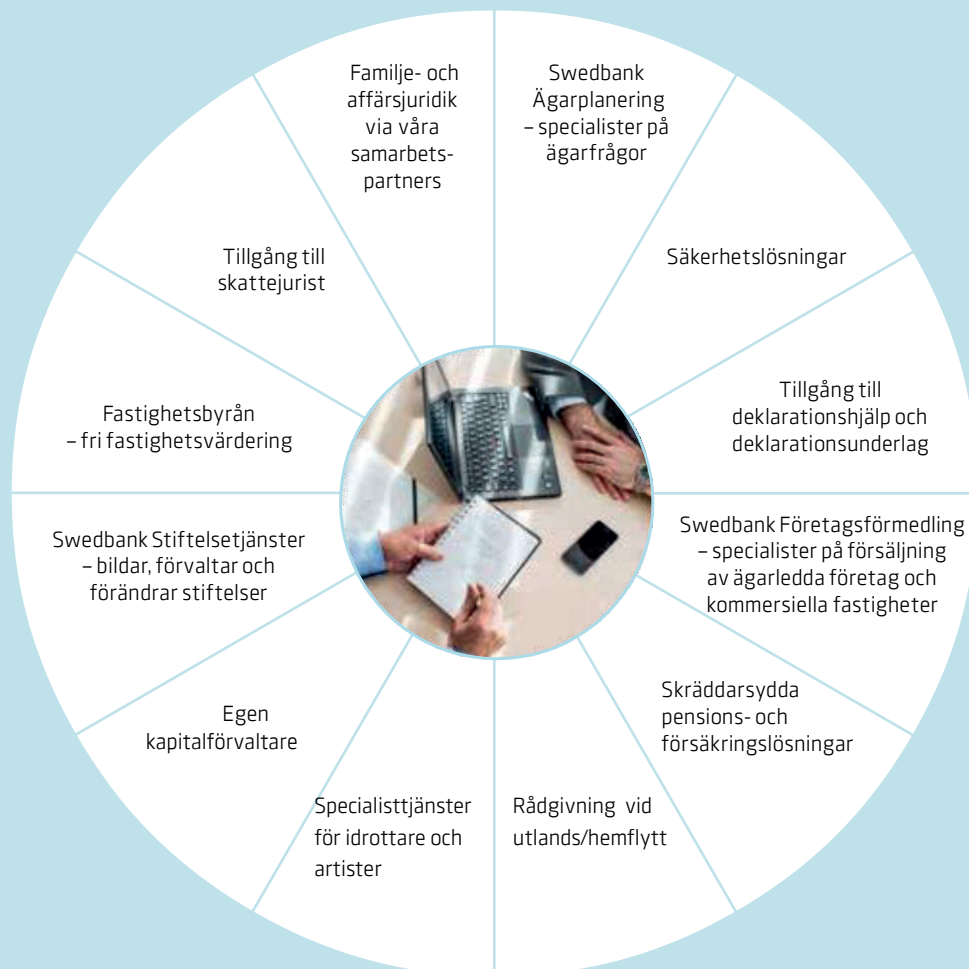 Familje- och
affärsjuridik
via våra
samarbets-
partners
Swedbank
Ägarplanering
– specialister på
ägarfrågor
Säkerhetslösningar
Tillgång till
deklarationshjälp och
deklarationsunderlag
Swedbank Företagsförmedling
– specialister på försäljning
av ägarledda företag och
kommersiella fastigheter
Skräddarsydda
pensions- och
försäkringslösningar
Rådgivning vid
utlands/hemflytt
Specialisttjänster
för idrottare och
artister
Egen
kapitalförvaltare
Swedbank Stiftelsetjänster
– bildar, förvaltar och
förändrar stiftelser
Fastighetsbyrån
– fri fastighetsvärdering
Tillgång till
skattejurist